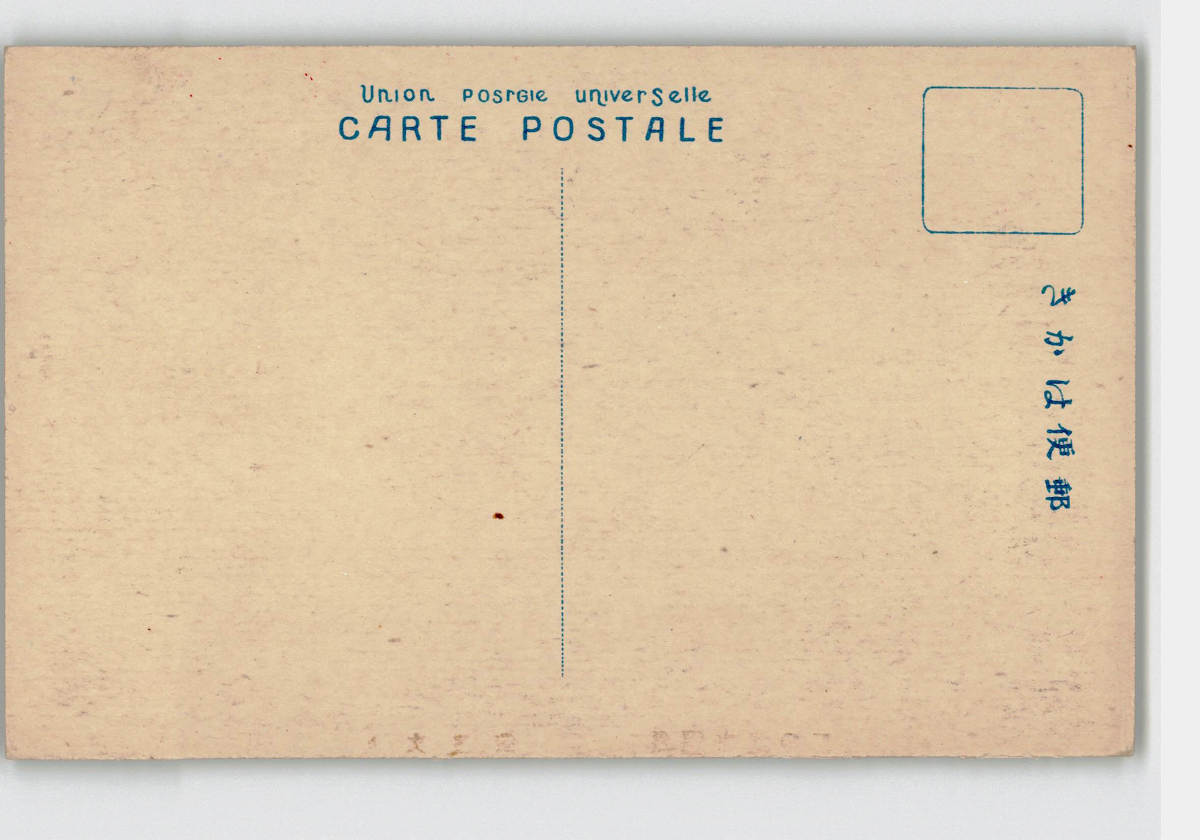 Union posrGIe universelle
CARTE POSTALE
きかは便郵